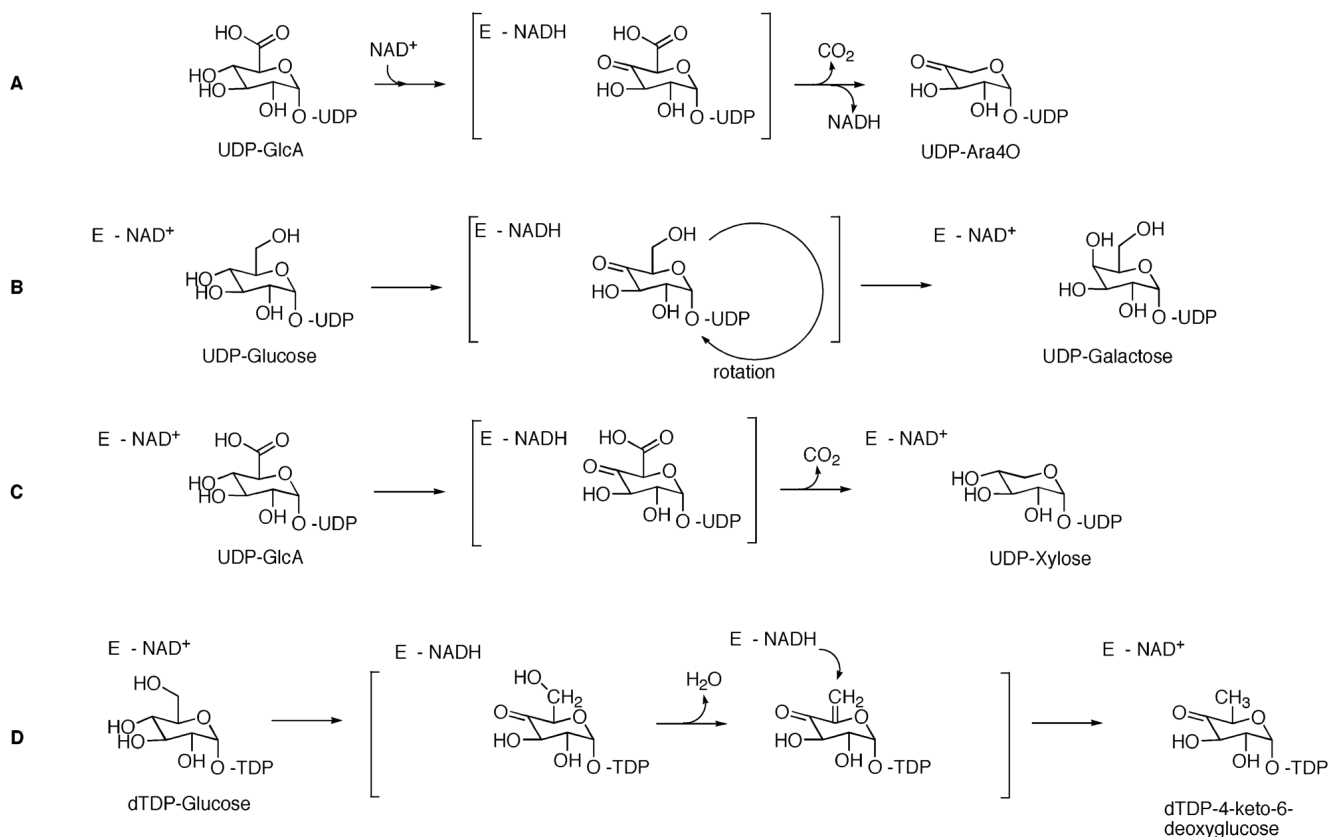 A
HO
O
HO
HO
HO
O
O -UDP
UDP-GlcA
NAD+
E - NADH
HO
O
O
HO
HO
O
O -UDP
CO2
NADH
O
HO
OH
O
O -UDP
UDP-Ara4O
B
E - NAD+
OH
HO
HO
HO
O
O -UDP
UDP-Glucose
E - NADH
OH
O
HO
OH
O
O -UDP
rotation
E - NAD+
OH
OH
HO
OH
O
O -UDP
UDP-Galactose
C
E - NAD+
HO
O
HO
HO
OH
O
O -UDP
UDP-GlcA
E - NADH
HO
O
O
HO
OH
O
O -UDP
CO2
E - NAD+
HO
HO
OH
O
O -UDP
UDP-Xylose
D
E - NAD+
HO
HO
HO
OH
O
O -TDP
dTDP-Glucose
E - NADH
HO
CH2
O
HO
OH
O
O -TDP
H2O
E - NADH
CH2
O
HO
OH
O
O -TDP
E - NAD+
CH3
O
HO
OH
O
O -TDP
dTDP-4-keto-6-
deoxyglucose